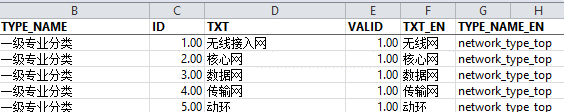 B C D E F G H
TYPE_NAME ID TXT VALID TXT_EN TYPE_NAME_EN
一级专业分类 1.00 无线接入网 1.00 无线网 network_type_top
一级专业分类 2.00 核心网 1.00 核心网 network_type_top
一级专业分类 3.00 数据网 1.00 数据网 network_type_top
一级专业分类 4.00 传输网 1.00 传输网 network_type_top
一级专业分类 5.00 动环 1.00 动环 network_type_top